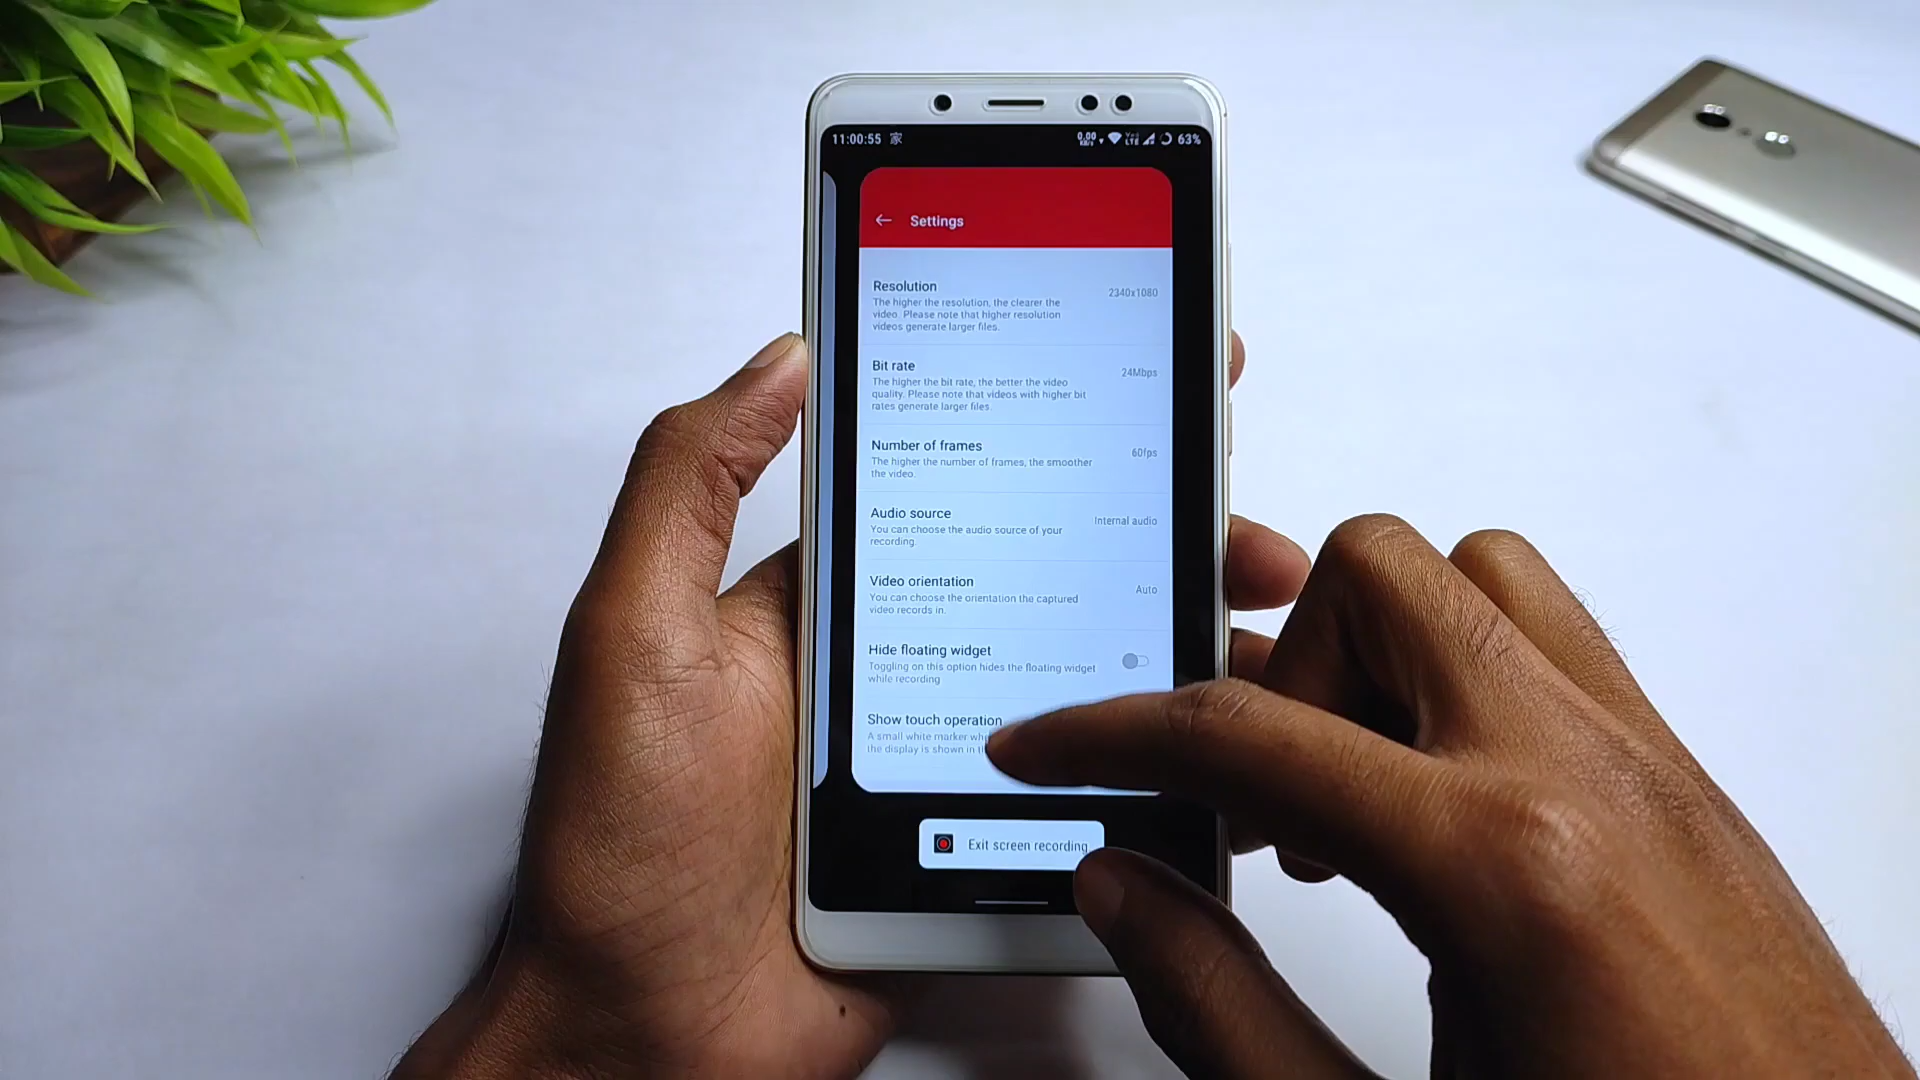 11:00:55 家 0.00 KB/s LTE 63%
← Settings
Resolution
2340x1080
The higher the resolution, the clearer the
video. Please note that higher resolution
videos generate larger files.
Bit rate
24Mbps
The higher the bit rate, the better the video
quality. Please note that videos with higher bit
rates generate larger files.
Number of frames
60fps
The higher the number of frames, the smoother
the video.
Audio source
Internal audio
You can choose the audio source of your
recording.
Video orientation
Auto
You can choose the orientation the captured
video records in.
Hide floating widget
Toggling on this option hides the floating widget
while recording
Show touch operation
A small white marker
the display is shown in
Exit screen recording